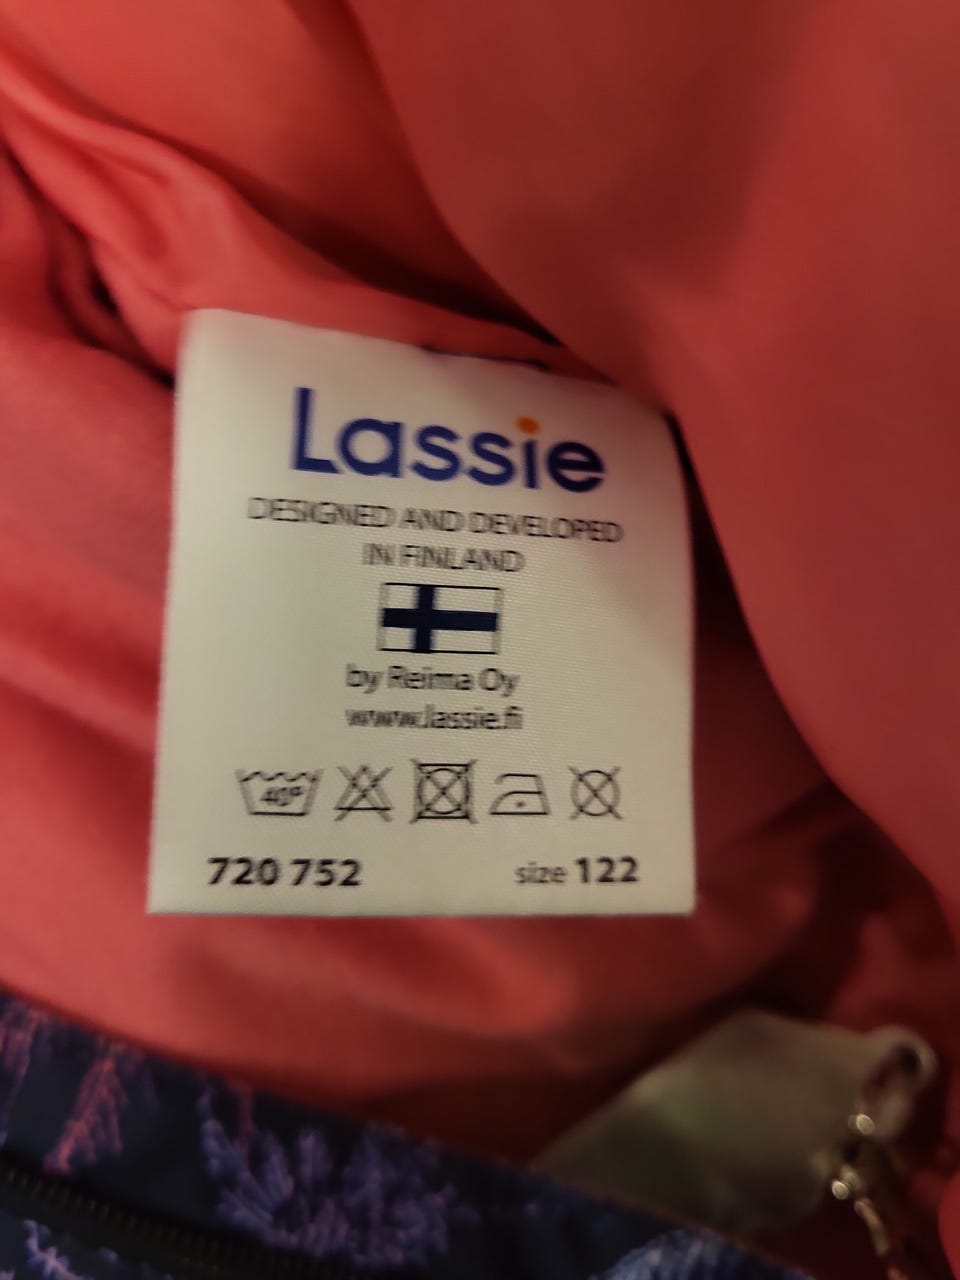 Lassie
DESIGNED AND DEVELOPED
IN FINLAND
by Reima Oy
www.lassie.fi
40°
720 752 size 122